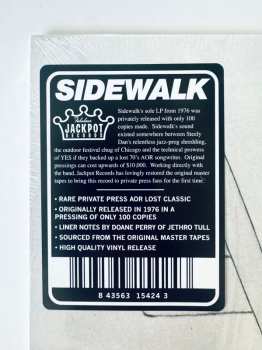 SIDEWALK
Fabulous
JACKPOT
RECORDS
Sidewalk's sole LP from 1976 was
privately released with only 100
copies made. Sidewalk's sound
existed somewhere between Steely
Dan's relentless jazz-prog shredding,
the outdoor festival chug of Chicago and the technical prowess
of YES if they backed up a lost 70's AOR songwriter. Original
pressings can cost upwards of $10,000. Working directly with
the band, Jackpot Records has lovingly restored the original master
tapes to bring this record to private press fans for the first time!
• RARE PRIVATE PRESS AOR LOST CLASSIC
• ORIGINALLY RELEASED IN 1976 IN A
PRESSING OF ONLY 100 COPIES
• LINER NOTES BY DOANE PERRY OF JETHRO TULL
• SOURCED FROM THE ORIGINAL MASTER TAPES
• HIGH QUALITY VINYL RELEASE
8 43563 15424 3